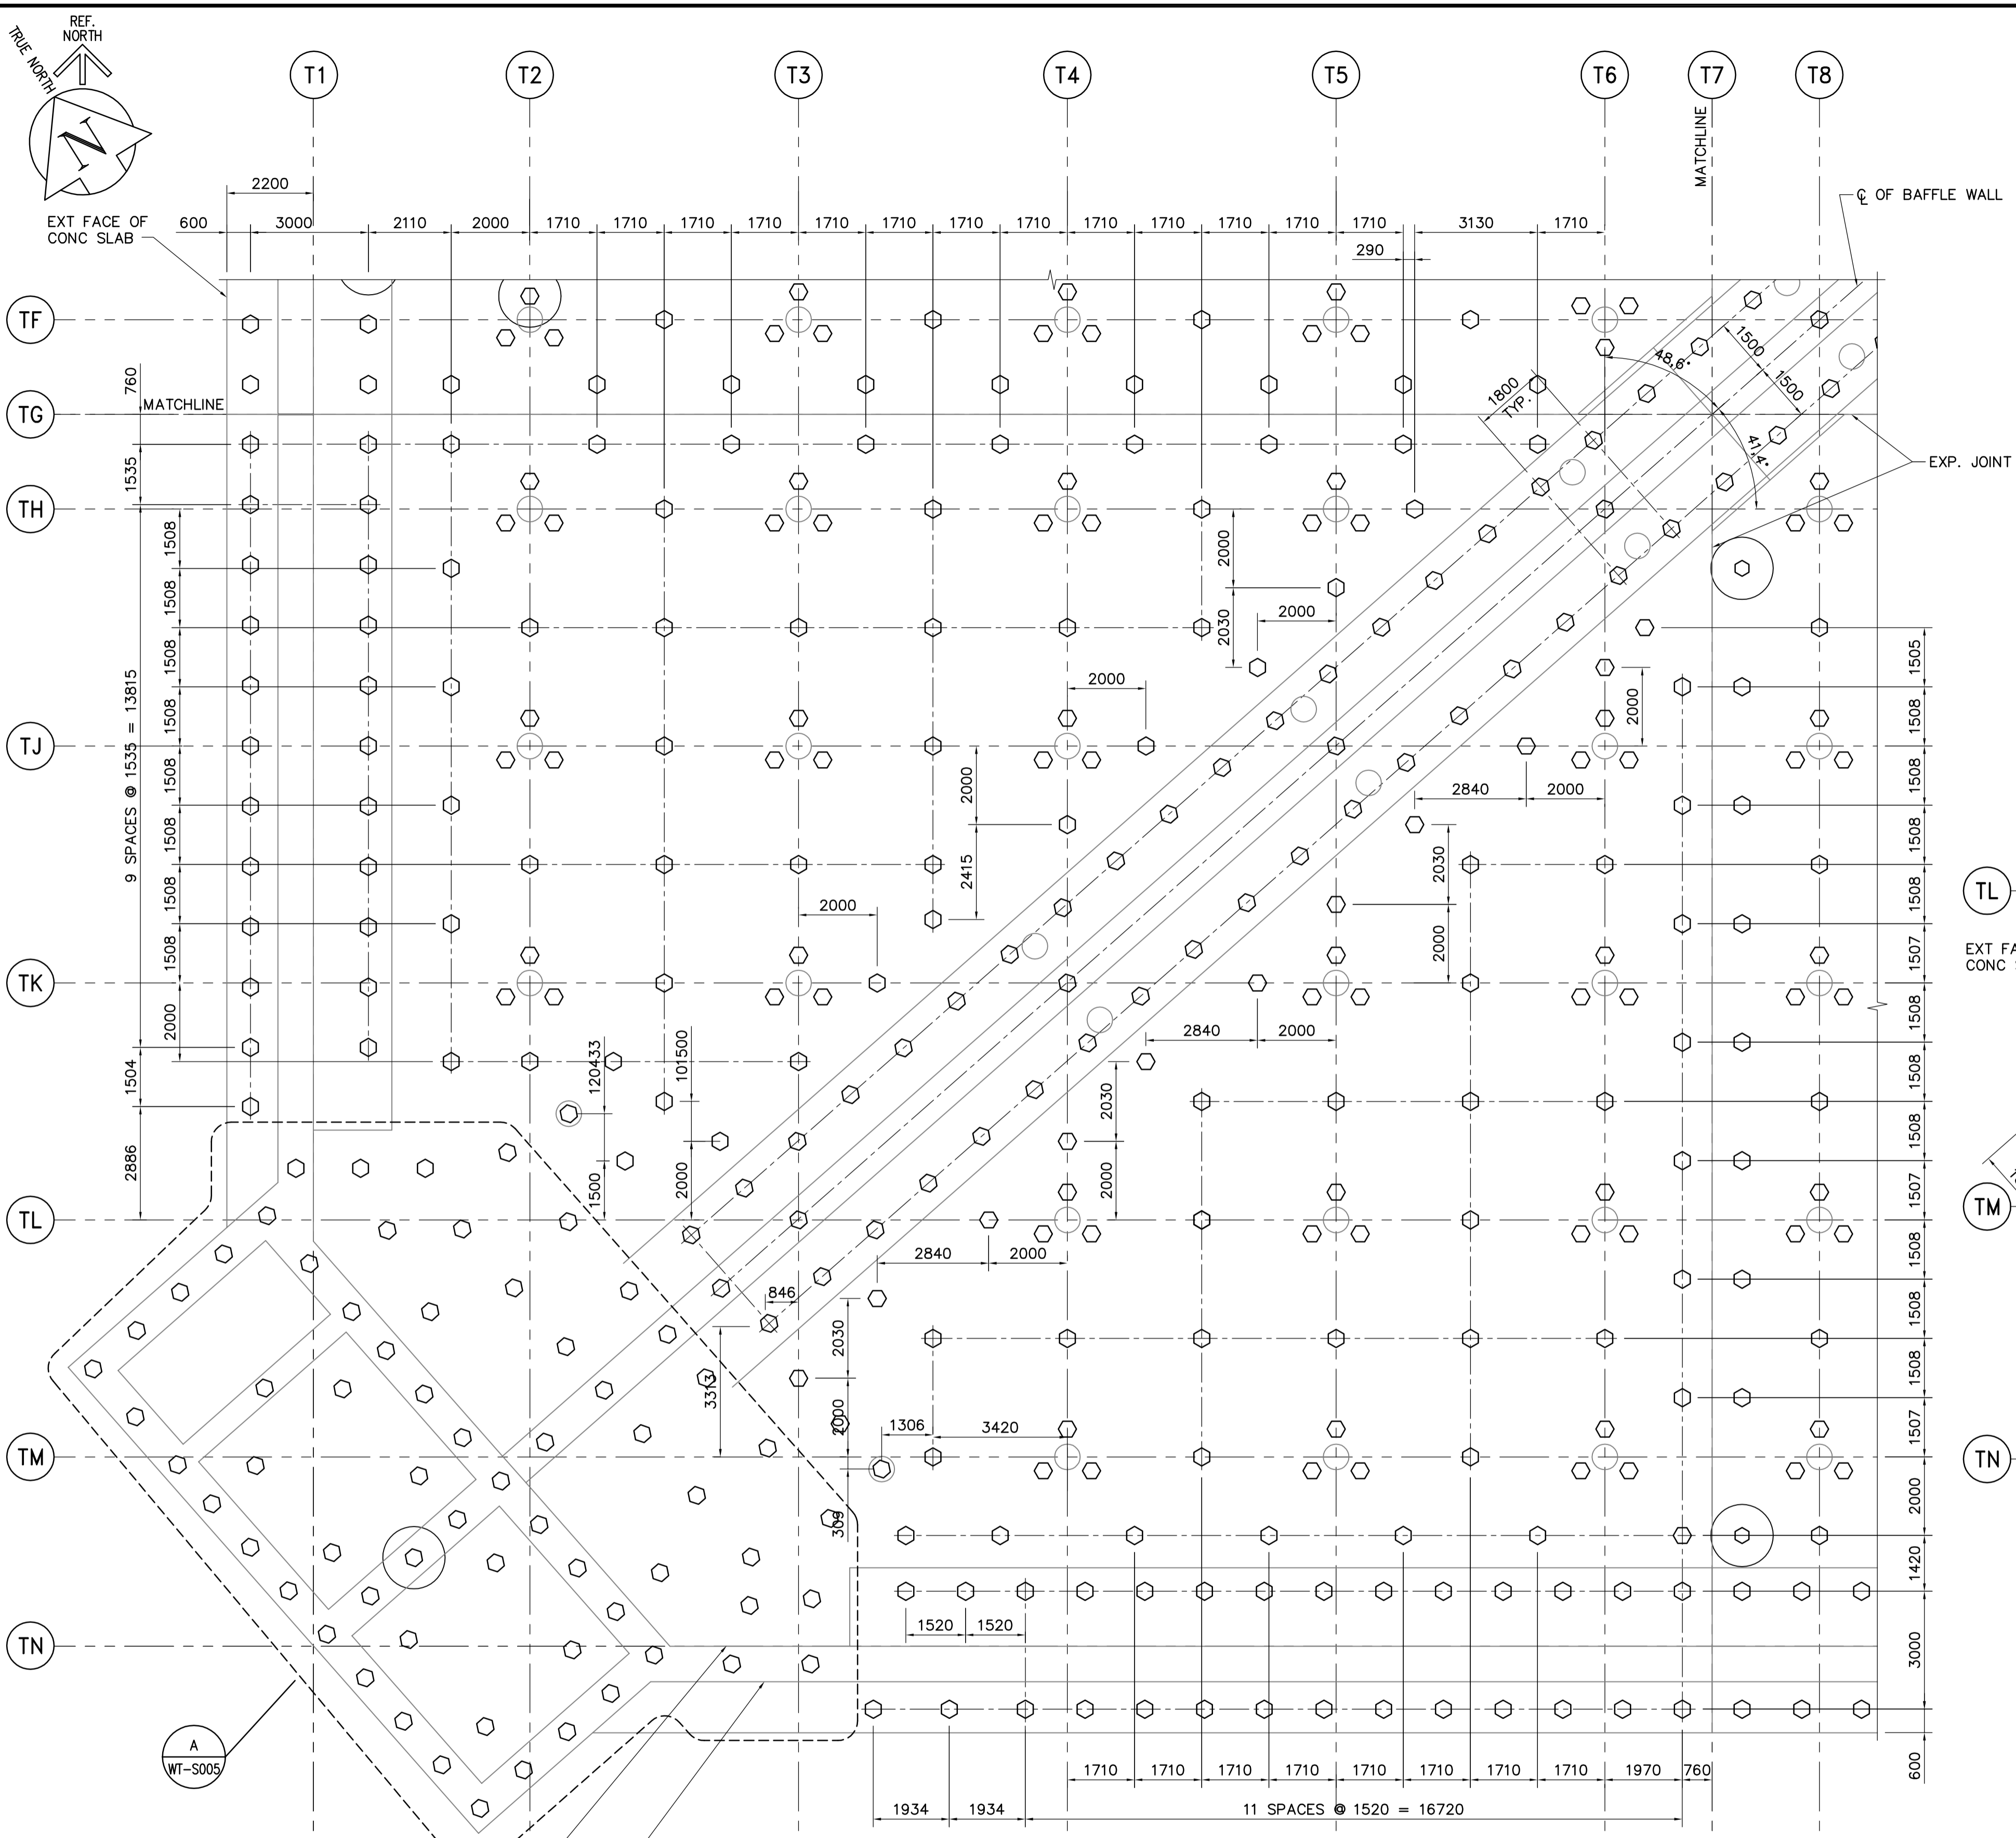 REF.
NORTH
TRUE NORTH
N
T1
T2
T3
T4
T5
T6
T7
T8
MATCHLINE
℄ OF BAFFLE WALL
2200
EXT FACE OF
CONC SLAB
600
3000
2110
2000
1710
1710
1710
1710
1710
1710
1710
1710
1710
1710
1710
1710
1710
3130
1710
290
TF
760
TG
MATCHLINE
1535
TH
1508
1508
1508
1508
1508
1508
1508
1508
2000
9 SPACES @ 1535 = 13815
TJ
TK
1504
2886
TL
TM
TN
48,6°
41,4°
1500
1500
1800
TYP.
EXP. JOINT
2000
2030
2000
2000
2000
2415
2000
2000
2840
2000
2030
2000
2840
2000
2030
2000
2840
2000
120433
1500
101500
2000
846
3313
2030
2000
309
1306
3420
1505
1508
1508
1508
1508
1507
1508
1508
1508
1507
1508
1508
1508
1507
2000
1420
3000
600
TL
EXT FA
CONC
TM
TN
1520
1520
A
WT-S005
1710
1710
1710
1710
1710
1710
1710
1710
1970
760
1934
1934
11 SPACES @ 1520 = 16720